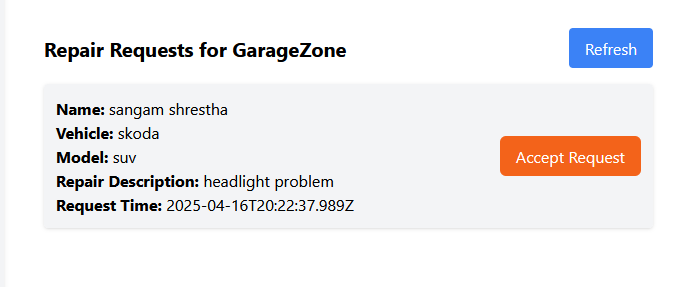 Repair Requests for GarageZone
Refresh
Name: sangam shrestha
Vehicle: skoda
Model: suv
Repair Description: headlight problem
Request Time: 2025-04-16T20:22:37.989Z
Accept Request